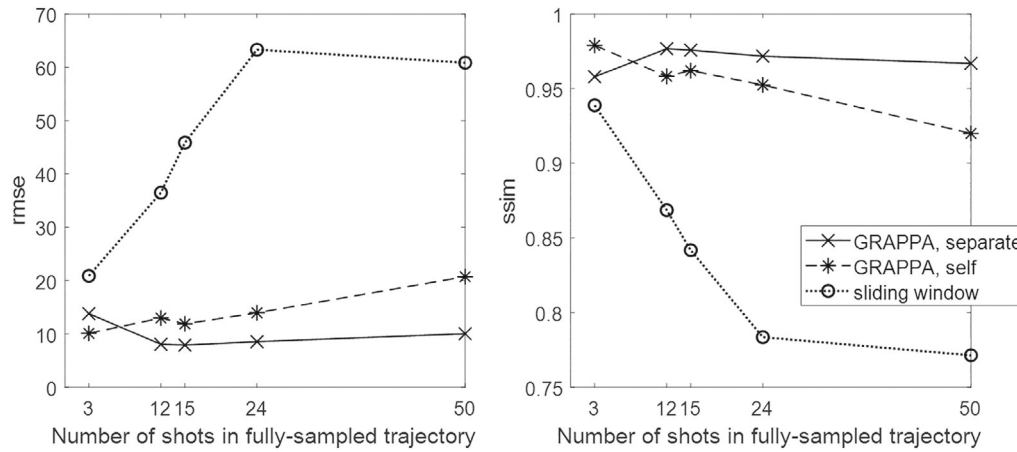 70
60
50
40
30
20
10
0
rmse
3 12 15 24 50
Number of shots in fully-sampled trajectory
1
0.95
0.9
0.85
0.8
0.75
ssim
GRAPPA, separate
GRAPPA, self
sliding window
3 12 15 24 50
Number of shots in fully-sampled trajectory